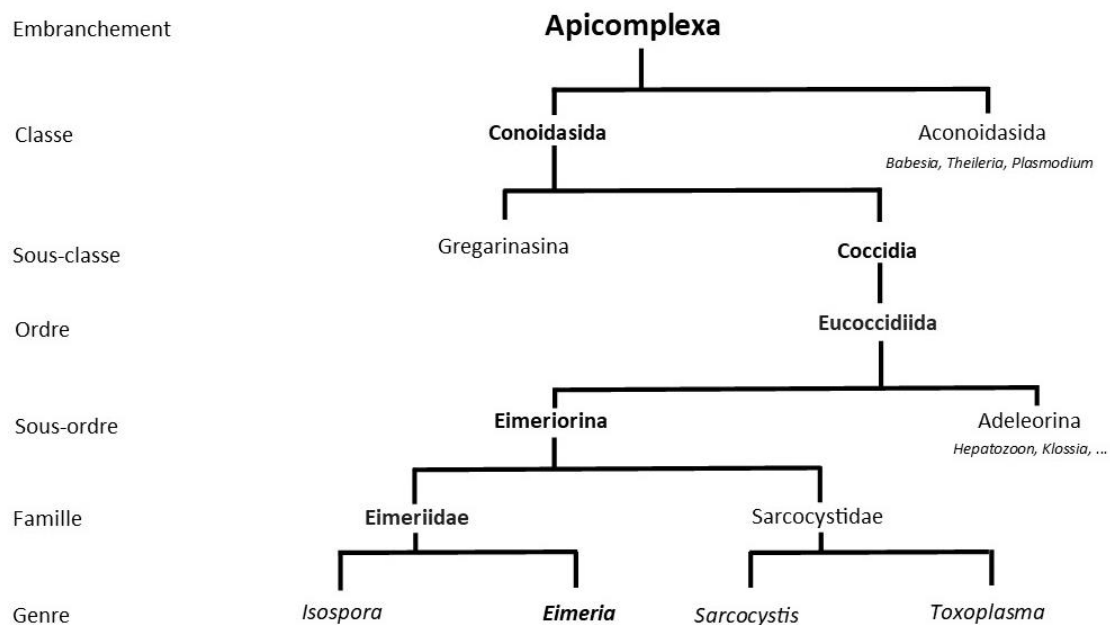 Embranchement
Apicomplexa
Classe
Conoidasida
Aconoidasida
Babesia, Theileria, Plasmodium
Sous-classe
Gregarinasina
Coccidia
Ordre
Eucoccidiida
Sous-ordre
Eimeriorina
Adeleorina
Hepatozoon, Klossia, ...
Famille
Eimeriidae
Sarcocystidae
Genre
Isospora
Eimeria
Sarcocystis
Toxoplasma